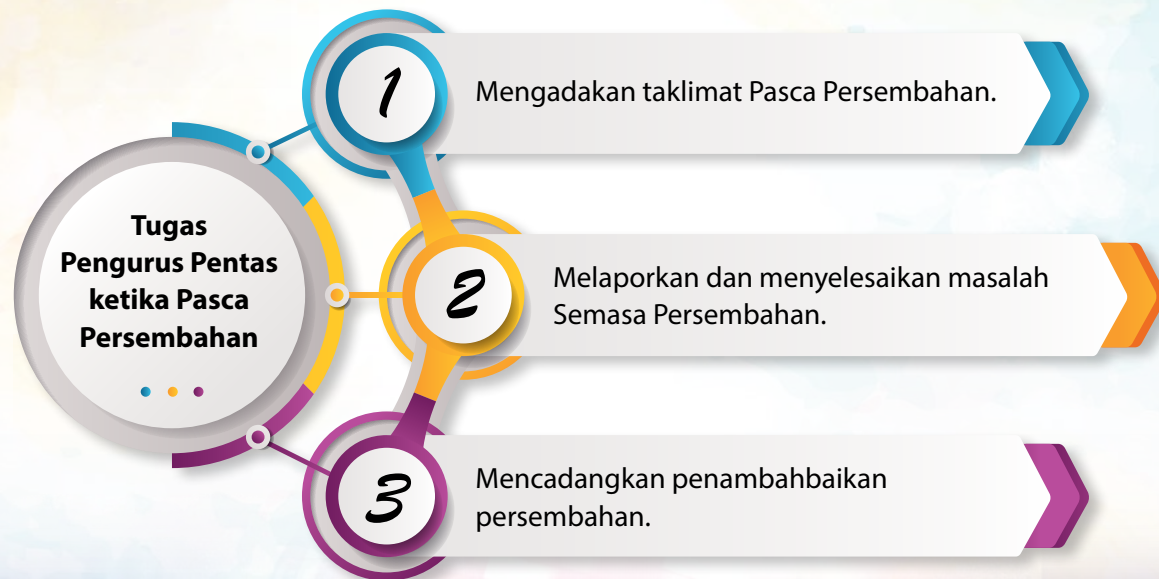 Tugas
Pengurus Pentas
ketika Pasca
Persembahan
1
Mengadakan taklimat Pasca Persembahan.
2
Melaporkan dan menyelesaikan masalah
Semasa Persembahan.
3
Mencadangkan penambahbaikan
persembahan.